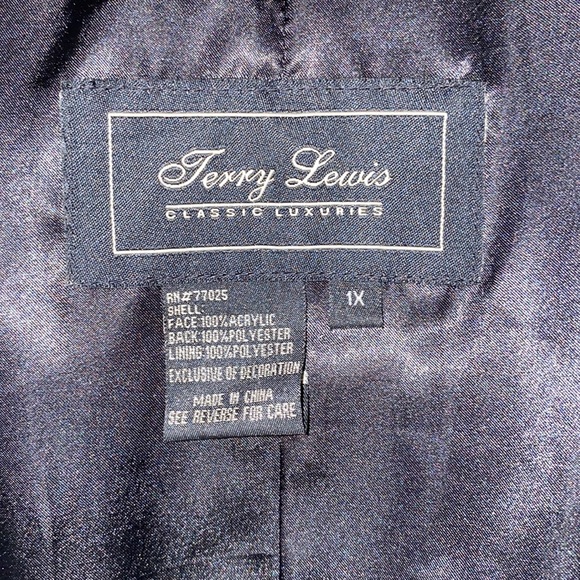 Terry Lewis
CLASSIC LUXURIES
RN#77025
SHELL:
FACE:100%ACRYLIC
BACK:100%POLYESTER
LINING:100%POLYESTER
EXCLUSIVE OF DECORATION
MADE IN CHINA
SEE REVERSE FOR CARE
1X